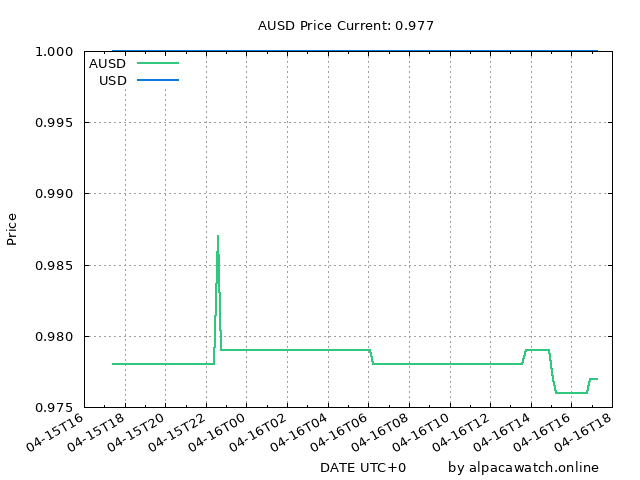 AUSD Price Current: 0.977
1.000
AUSD
USD
0.995
0.990
Price
0.985
0.980
0.975
04-15T16
04-15T18
04-15T20
04-15T22
04-16T00
04-16T02
04-16T04
04-16T06
04-16T08
04-16T10
04-16T12
04-16T14
04-16T16
04-16T18
DATE UTC+0
by alpacawatch.online